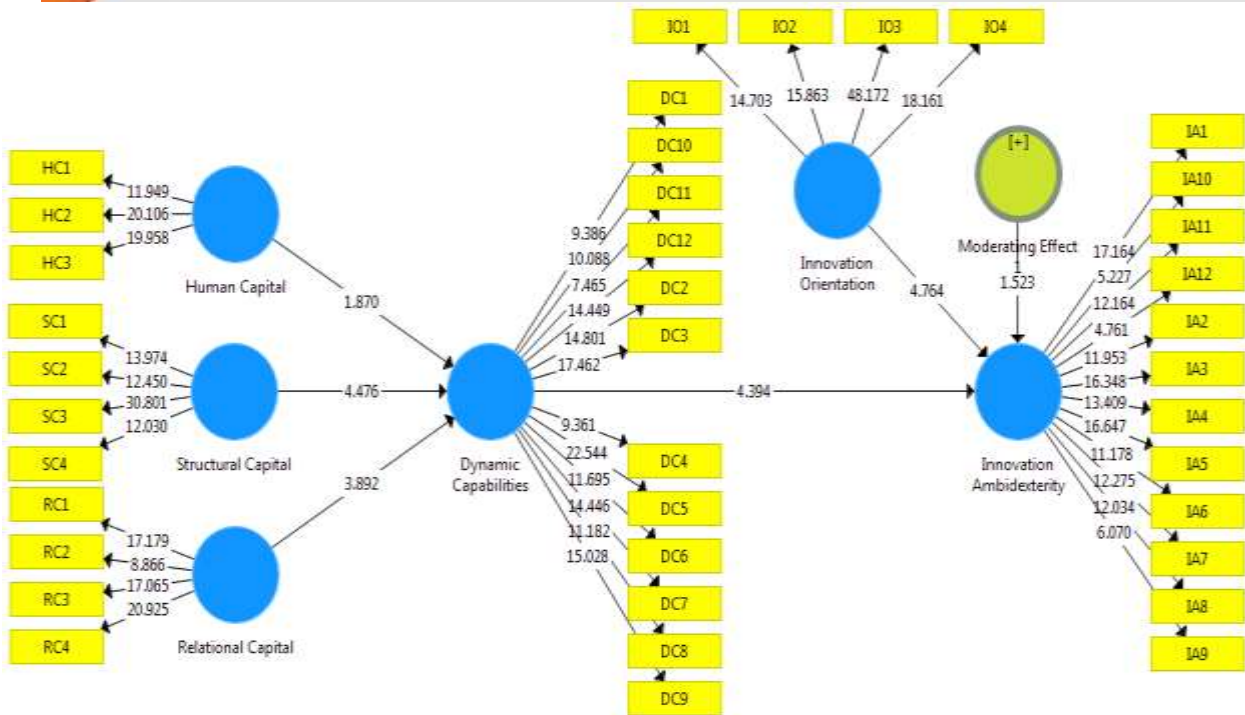 IO1
IO2
IO3
IO4
14.703
15.863
48.172
18.161
HC1
HC2
HC3
11.949
20.106
19.958
Human Capital
1.870
SC1
SC2
SC3
SC4
13.974
12.450
30.801
12.030
Structural Capital
4.476
RC1
RC2
RC3
RC4
17.179
8.866
17.065
20.925
Relational Capital
3.892
DC1
DC10
DC11
DC12
DC2
DC3
9.386
10.088
7.465
14.449
14.801
17.462
Dynamic
Capabilities
9.361
22.544
11.695
14.446
11.182
15.028
DC4
DC5
DC6
DC7
DC8
DC9
4.394
Innovation
Orientation
4.764
[+]
Moderating Effect
1
1.523
Innovation
Ambidexterity
17.164
5.227
12.164
4.761
11.953
16.348
13.409
16.647
11.178
12.275
12.034
6.070
IA1
IA10
IA11
IA12
IA2
IA3
IA4
IA5
IA6
IA7
IA8
IA9